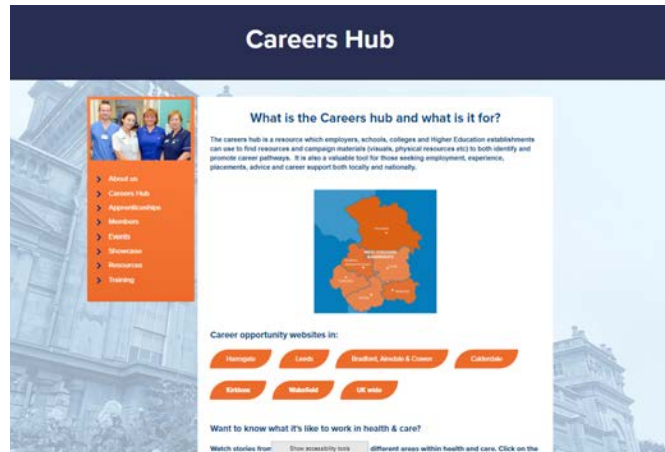 Careers Hub
About us
Careers Hub
Apprenticeships
Members
Events
Showcase
Resources
Training
What is the Careers hub and what is it for?
The careers hub is a resource which employers, schools, colleges and Higher Education establishments
can use to find resources and campaign materials (visuals, physical resources etc) to both identify and
promote career pathways. It is also a valuable tool for those seeking employment, experience,
placements, advice and career support both locally and nationally.
Career opportunity websites in:
Harrogate
Leeds
Bradford, Airedale & Craven
Calderdale
Kirklees
Wakefield
UK wide
Want to know what it's like to work in health & care?
Watch stories from
Show accessibility tools
different areas within health and care. Click on the